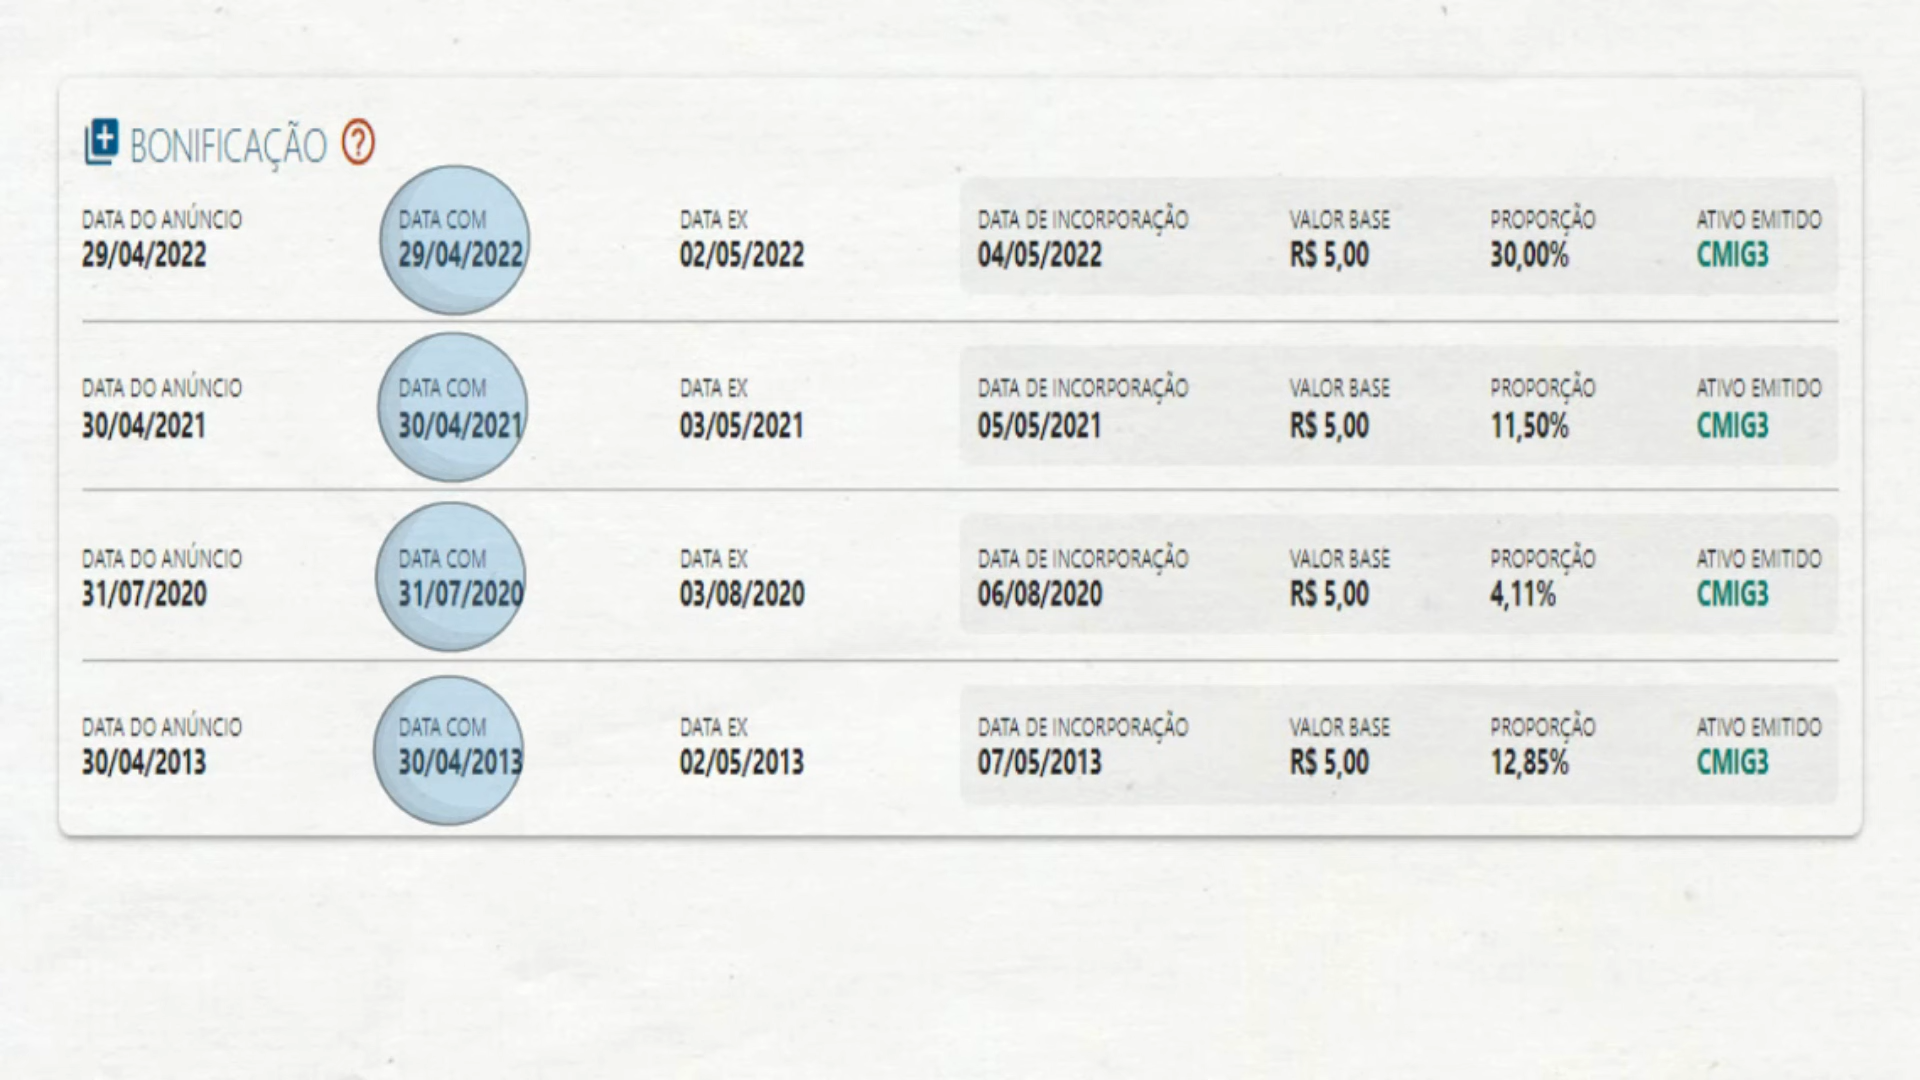 BONIFICAÇÃO ?
DATA DO ANÚNCIO DATA COM DATA EX DATA DE INCORPORAÇÃO VALOR BASE PROPORÇÃO ATIVO EMITIDO
29/04/2022 29/04/2022 02/05/2022 04/05/2022 R$ 5,00 30,00% CMIG3
DATA DO ANÚNCIO DATA COM DATA EX DATA DE INCORPORAÇÃO VALOR BASE PROPORÇÃO ATIVO EMITIDO
30/04/2021 30/04/2021 03/05/2021 05/05/2021 R$ 5,00 11,50% CMIG3
DATA DO ANÚNCIO DATA COM DATA EX DATA DE INCORPORAÇÃO VALOR BASE PROPORÇÃO ATIVO EMITIDO
31/07/2020 31/07/2020 03/08/2020 06/08/2020 R$ 5,00 4,11% CMIG3
DATA DO ANÚNCIO DATA COM DATA EX DATA DE INCORPORAÇÃO VALOR BASE PROPORÇÃO ATIVO EMITIDO
30/04/2013 30/04/2013 02/05/2013 07/05/2013 R$ 5,00 12,85% CMIG3